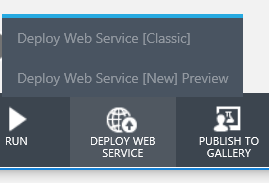 Deploy Web Service [Classic]
Deploy Web Service [New] Preview
RUN
DEPLOY WEB
SERVICE
PUBLISH TO
GALLERY